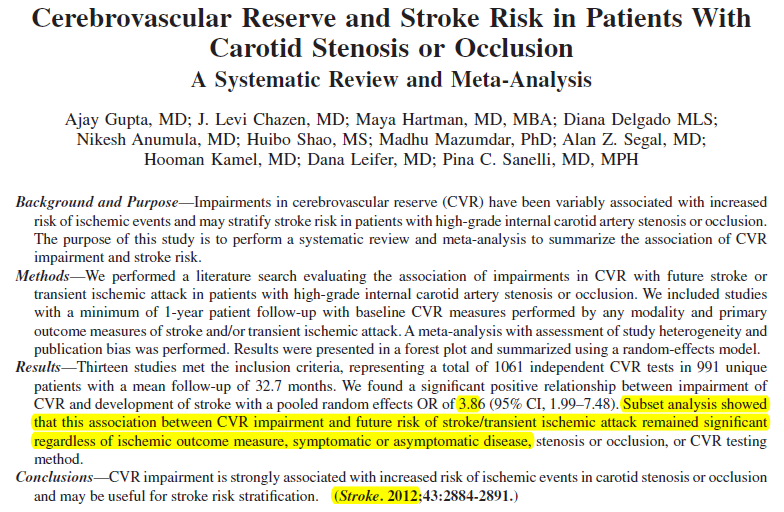 Cerebrovascular Reserve and Stroke Risk in Patients With
Carotid Stenosis or Occlusion
A Systematic Review and Meta-Analysis
Ajay Gupta, MD; J. Levi Chazen, MD; Maya Hartman, MD, MBA; Diana Delgado MLS;
Nikesh Anumula, MD; Huibo Shao, MS; Madhu Mazumdar, PhD; Alan Z. Segal, MD;
Hooman Kamel, MD; Dana Leifer, MD; Pina C. Sanelli, MD, MPH
Background and Purpose—Impairments in cerebrovascular reserve (CVR) have been variably associated with increased
risk of ischemic events and may stratify stroke risk in patients with high-grade internal carotid artery stenosis or occlusion.
The purpose of this study is to perform a systematic review and meta-analysis to summarize the association of CVR
impairment and stroke risk.
Methods—We performed a literature search evaluating the association of impairments in CVR with future stroke or
transient ischemic attack in patients with high-grade internal carotid artery stenosis or occlusion. We included studies
with a minimum of 1-year patient follow-up with baseline CVR measures performed by any modality and primary
outcome measures of stroke and/or transient ischemic attack. A meta-analysis with assessment of study heterogeneity and
publication bias was performed. Results were presented in a forest plot and summarized using a random-effects model.
Results—Thirteen studies met the inclusion criteria, representing a total of 1061 independent CVR tests in 991 unique
patients with a mean follow-up of 32.7 months. We found a significant positive relationship between impairment of
CVR and development of stroke with a pooled random effects OR of 3.86 (95% CI, 1.99–7.48). Subset analysis showed
that this association between CVR impairment and future risk of stroke/transient ischemic attack remained significant
regardless of ischemic outcome measure, symptomatic or asymptomatic disease, stenosis or occlusion, or CVR testing
method.
Conclusions—CVR impairment is strongly associated with increased risk of ischemic events in carotid stenosis or occlusion
and may be useful for stroke risk stratification. (Stroke. 2012;43:2884-2891.)